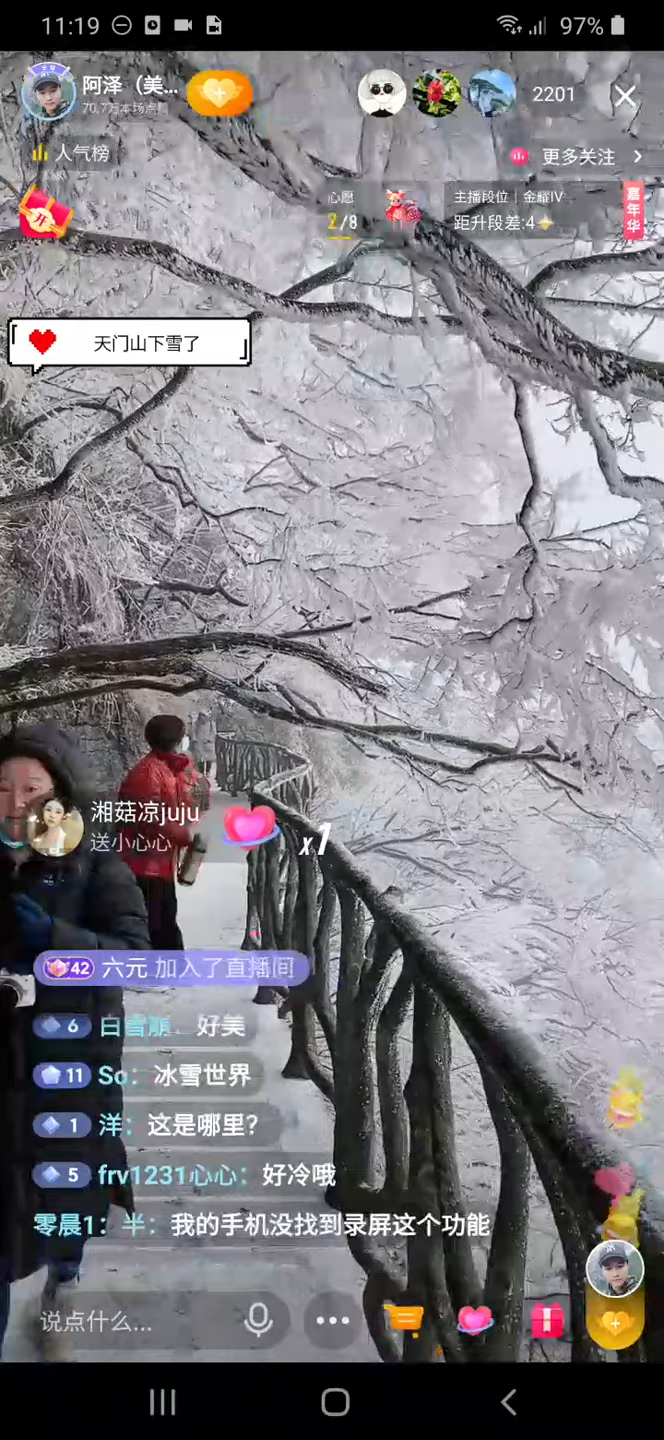 11:19
97%
阿泽（美...
70.7万本场点赞
2201
人气榜
更多关注
心愿
2/8
主播段位｜金耀IV
距升段差:4
嘉年华
开
天门山下雪了
湘菇凉juju
送小心心
x1
42 六元 加入了直播间
6 白雪崩: 好美
11 So: 冰雪世界
1 洋: 这是哪里?
5 frv1231心心: 好冷哦
零晨1: 半: 我的手机没找到录屏这个功能
说点什么...